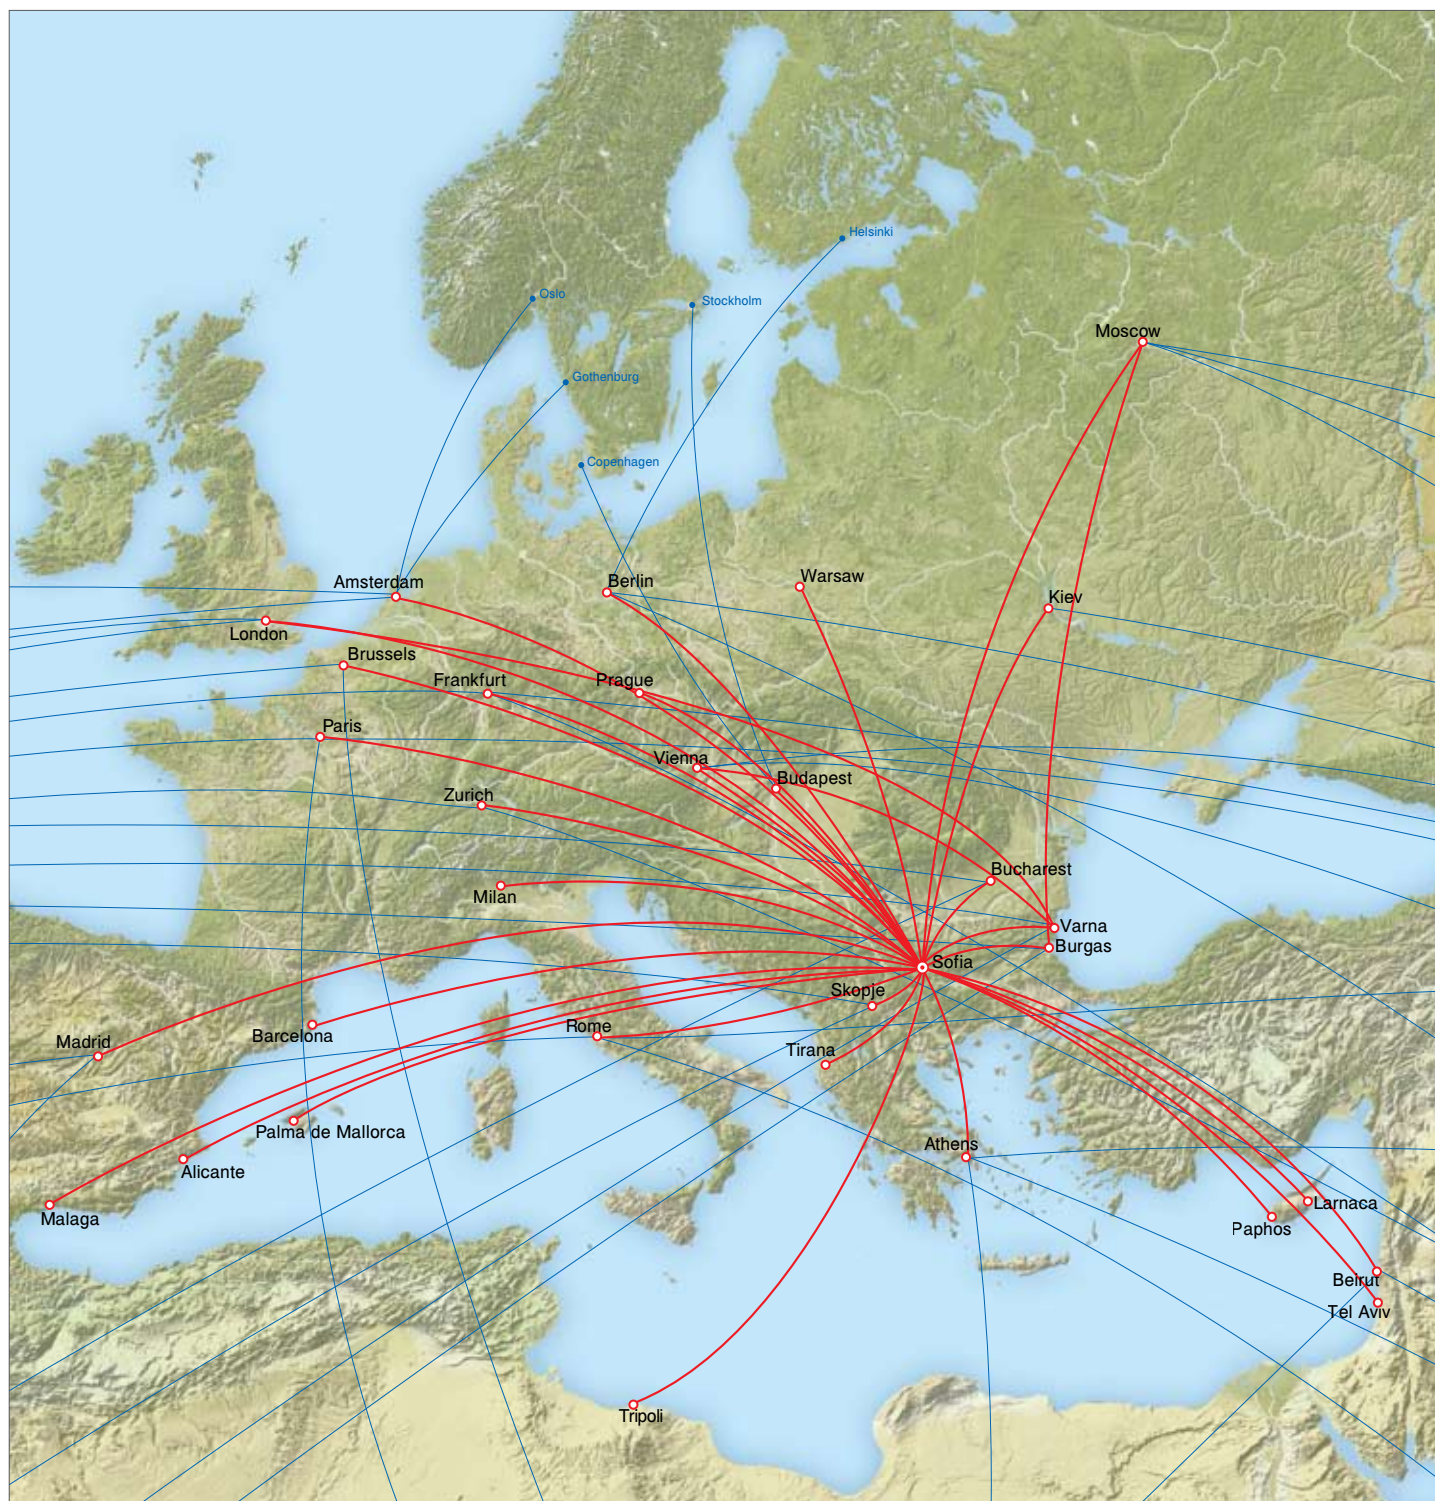 Helsinki
Oslo
Stockholm
Moscow
Gothenburg
Copenhagen
Amsterdam
Berlin
Warsaw
Kiev
London
Brussels
Frankfurt
Prague
Paris
Vienna
Budapest
Zurich
Bucharest
Milan
Varna
Burgas
Sofia
Skopje
Rome
Barcelona
Madrid
Tirana
Palma de Mallorca
Athens
Alicante
Malaga
Larnaca
Paphos
Beirut
Tel Aviv
Tripoli